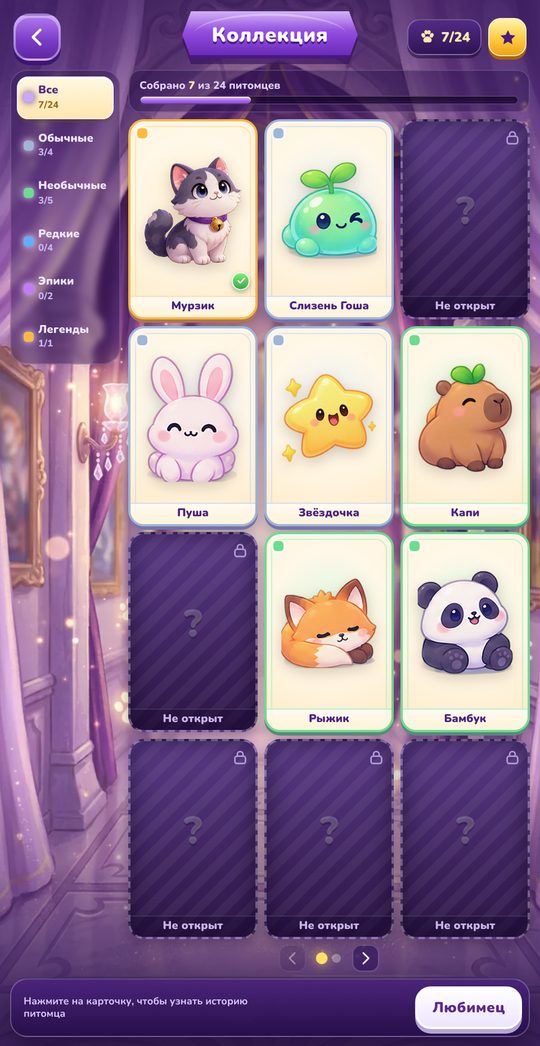 Коллекция
7/24
Собрано 7 из 24 питомцев
Все
7/24
Обычные
3/4
Необычные
3/5
Редкие
0/4
Эпики
0/2
Легенды
1/1
Мурзик
Слизень Гоша
?
Не открыт
Пуша
Звёздочка
Капи
?
Не открыт
Рыжик
Бамбук
?
Не открыт
?
Не открыт
?
Не открыт
Нажмите на карточку, чтобы узнать историю
питомца
Любимец